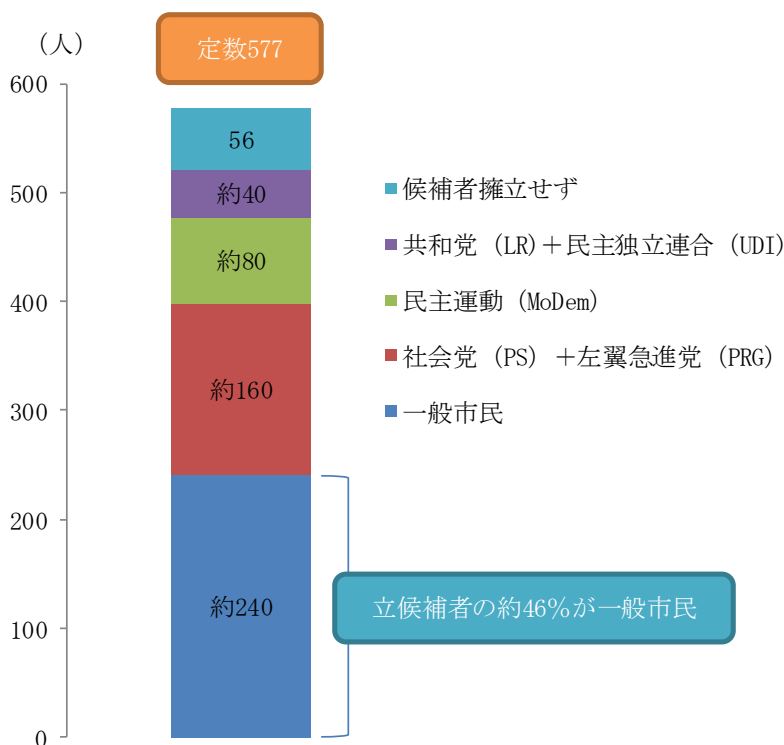 定数577
（人）
600
500
400
300
200
100
0
56
約40
約80
約160
約240
候補者擁立せず
共和党（LR）＋民主独立連合（UDI）
民主運動（MoDem）
社会党（PS）＋左翼急進党（PRG）
一般市民
立候補者の約46％が一般市民